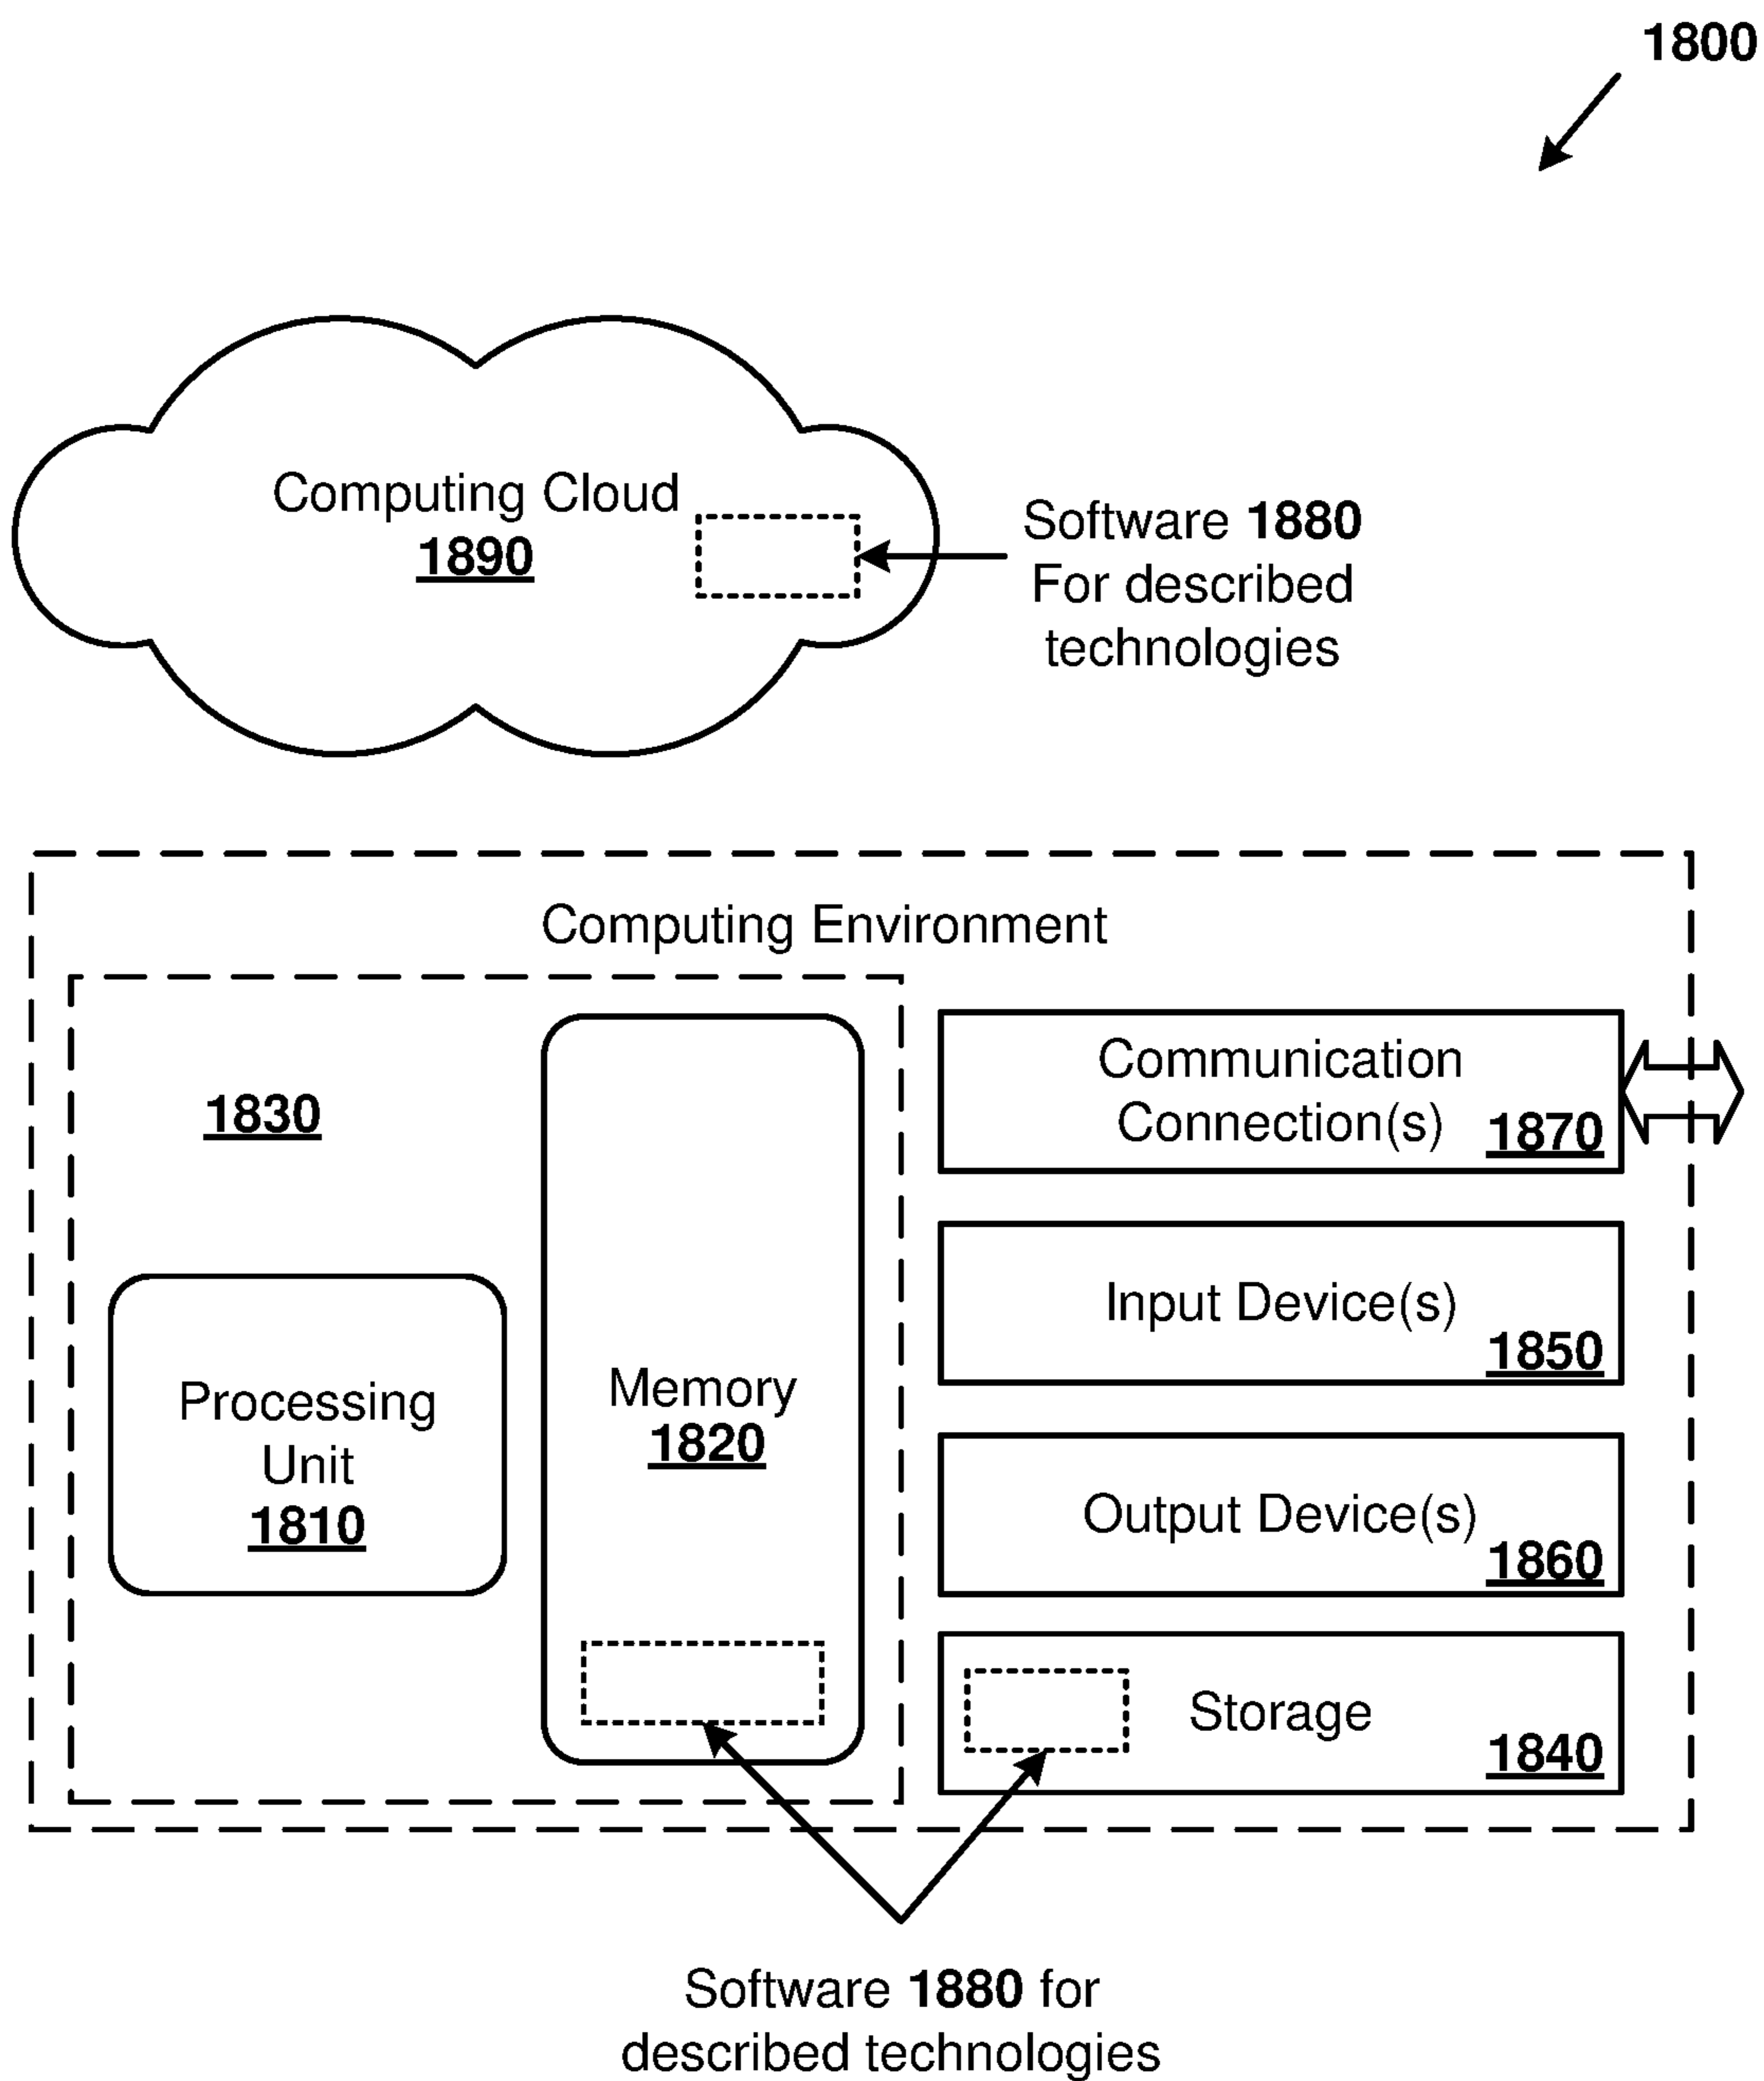 1800
Computing Cloud
1890
Software 1880
For described
technologies
Computing Environment
1830
Processing
Unit
1810
Memory
1820
Communication
Connection(s)
1870
Input Device(s)
1850
Output Device(s)
1860
Storage
1840
Software 1880 for
described technologies